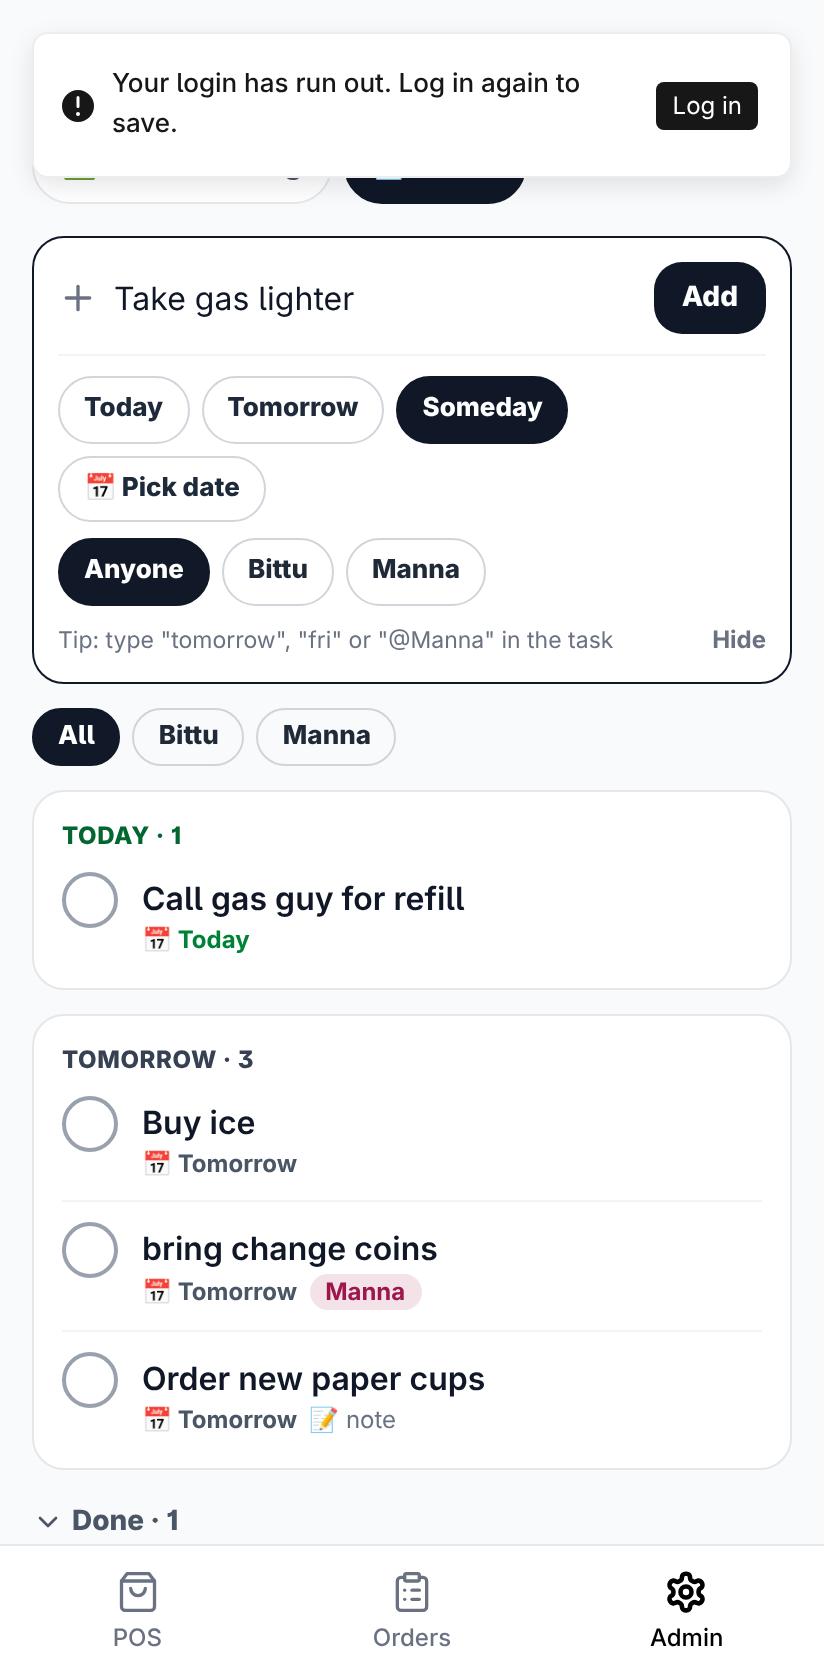 Your login has run out. Log in again to
save.
Log in
Take gas lighter
Add
Today
Tomorrow
Someday
📅 Pick date
Anyone
Bittu
Manna
Tip: type "tomorrow", "fri" or "@Manna" in the task
Hide
All
Bittu
Manna
TODAY · 1
Call gas guy for refill
📅 Today
TOMORROW · 3
Buy ice
📅 Tomorrow
bring change coins
📅 Tomorrow Manna
Order new paper cups
📅 Tomorrow 📝 note
Done · 1
POS
Orders
Admin